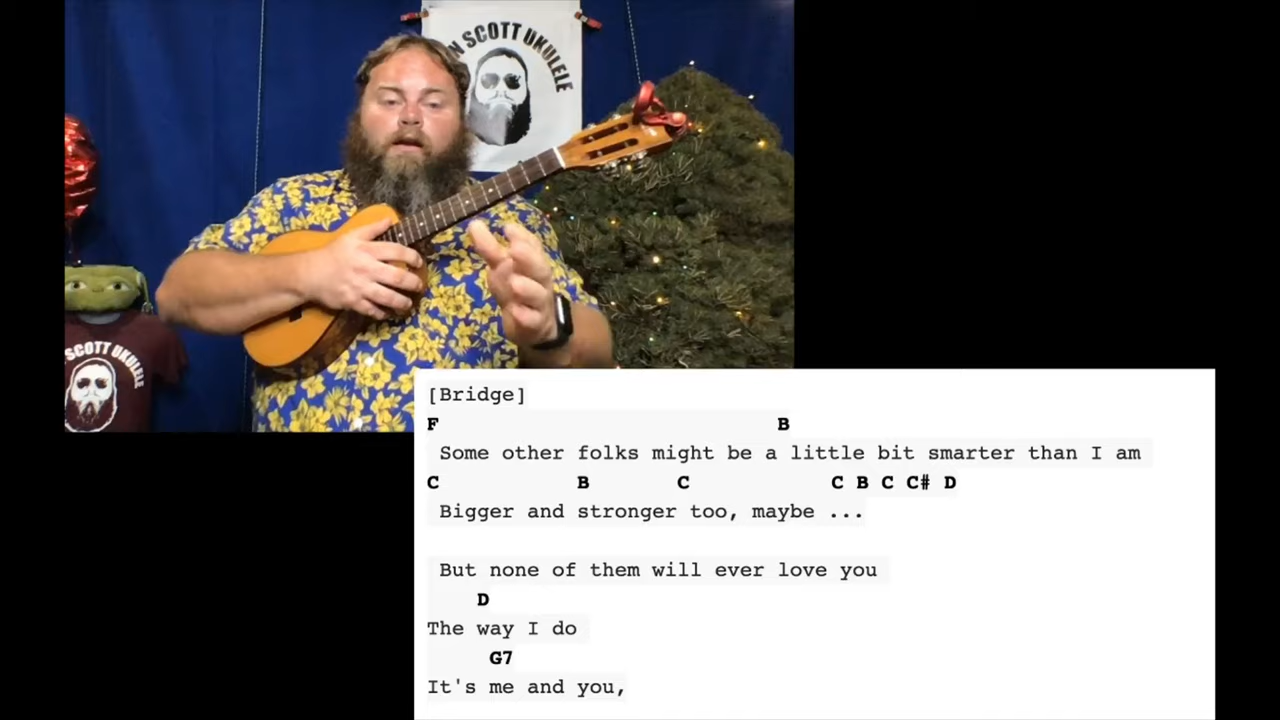 N SCOTT UKULELE
SCOTT UKULELE
[Bridge]
F B
Some other folks might be a little bit smarter than I am
C B C C B C C# D
Bigger and stronger too, maybe ...
But none of them will ever love you
D
The way I do
G7
It's me and you,